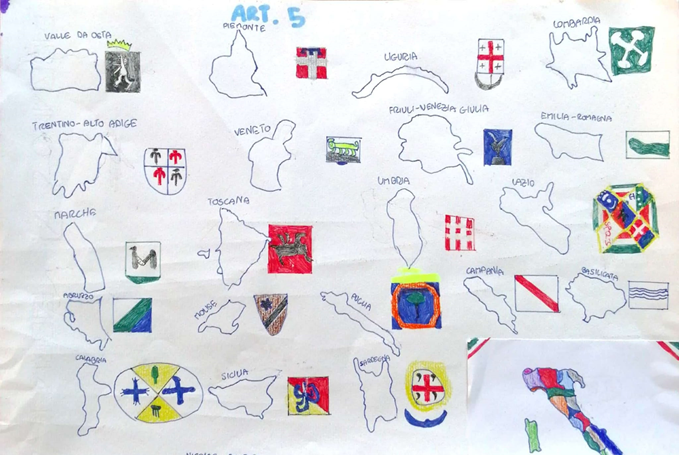 ART. 5
VALLE DA OSTA
PIEMONTE
LIGURIA
LOMBARDIA
TRENTINO-ALTO ADIGE
VENETO
FRIULI-VENEZIA GIULIA
EMILIA-ROMAGNA
MARCHE
TOSCANA
UMBRIA
LAZIO
ABRUZZO
MOLISE
PUGLIA
CAMPANIA
BASILICATA
CALABRIA
SICILIA
SARDEGNA